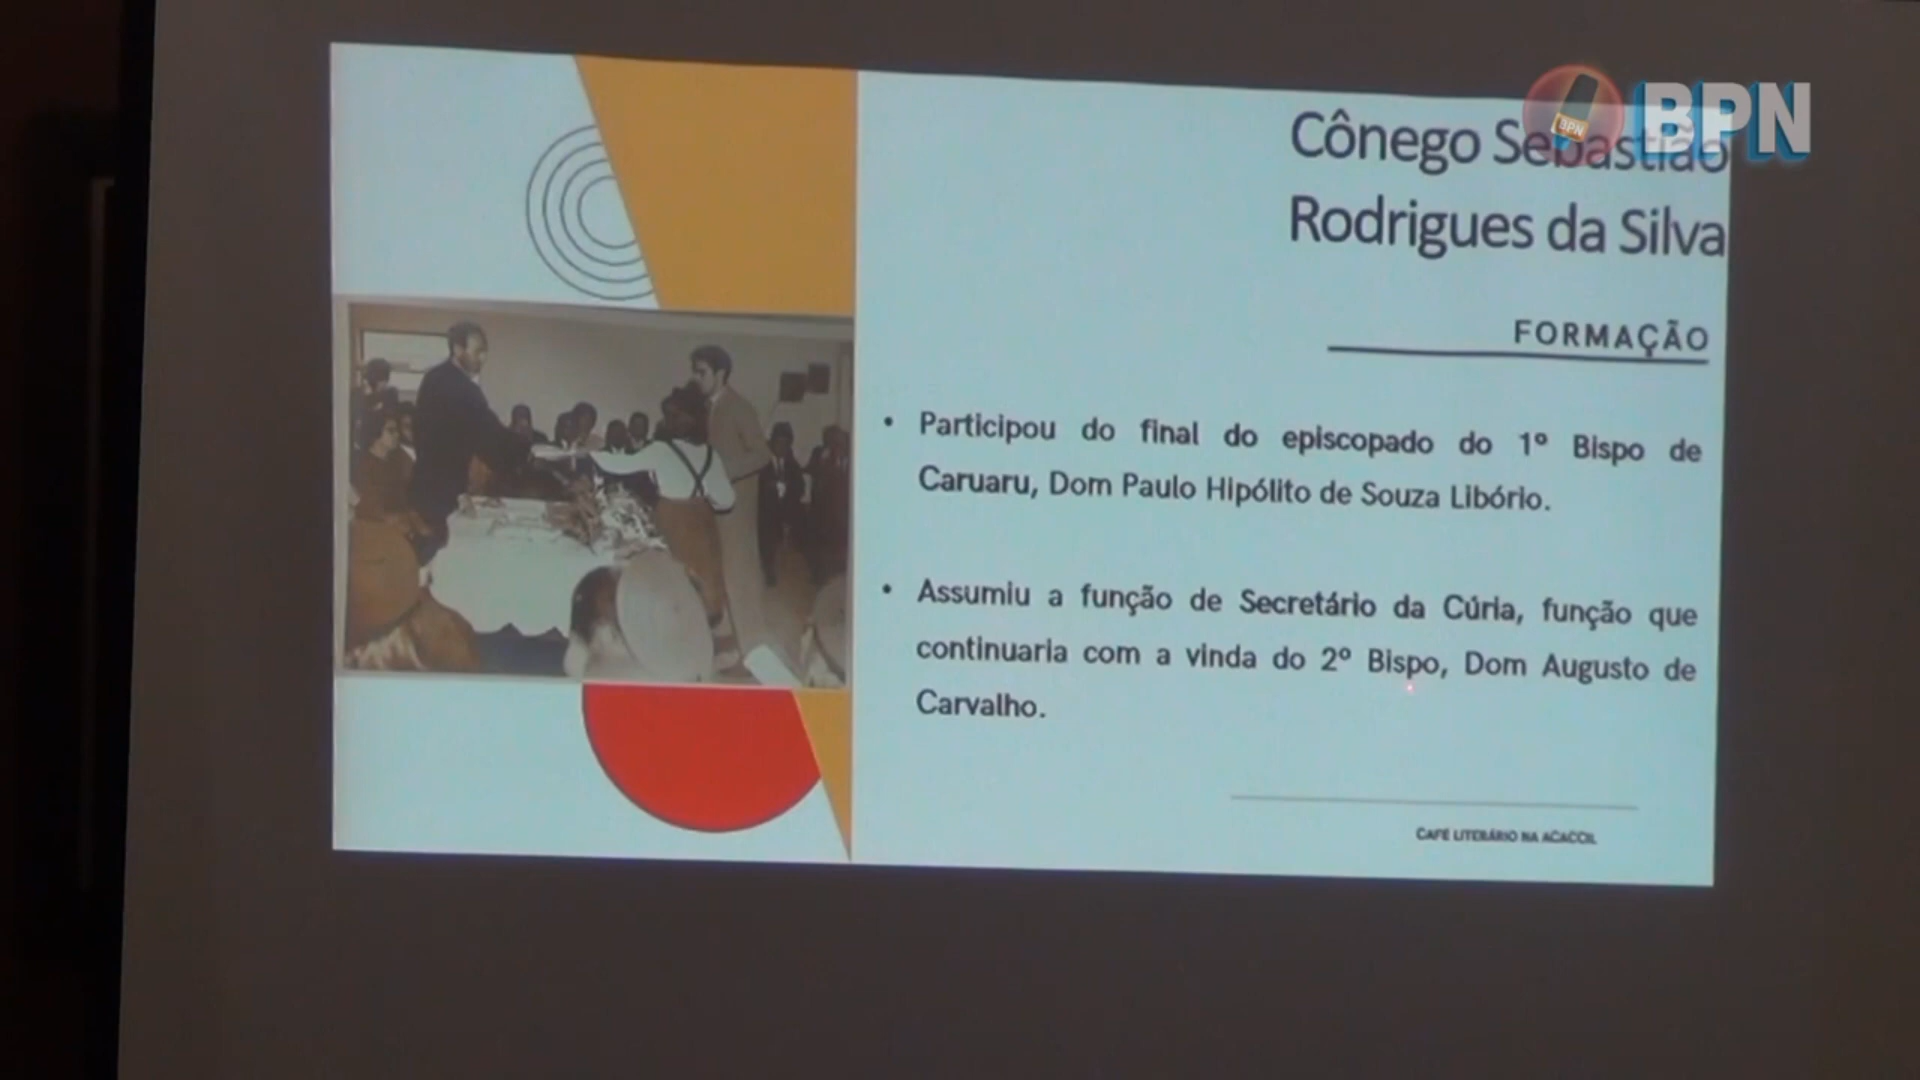 BPN
BPN
Cônego Sebastião
Rodrigues da Silva
FORMAÇÃO
• Participou do final do episcopado do 1º Bispo de
Caruaru, Dom Paulo Hipólito de Souza Libório.
• Assumiu a função de Secretário da Cúria, função que
continuaria com a vinda do 2º Bispo, Dom Augusto de
Carvalho.
CAFÉ LITERÁRIO NA ACACCIL